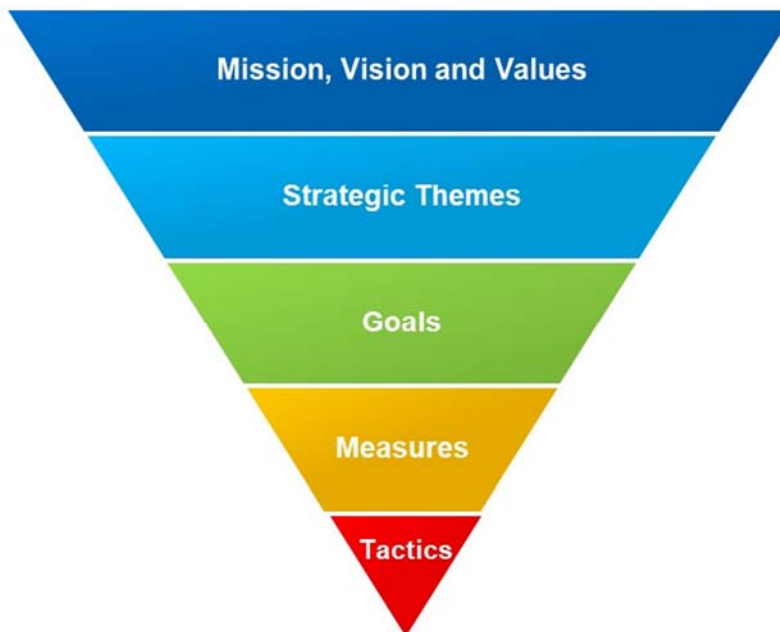 Mission, Vision and Values
Strategic Themes
Goals
Measures
Tactics